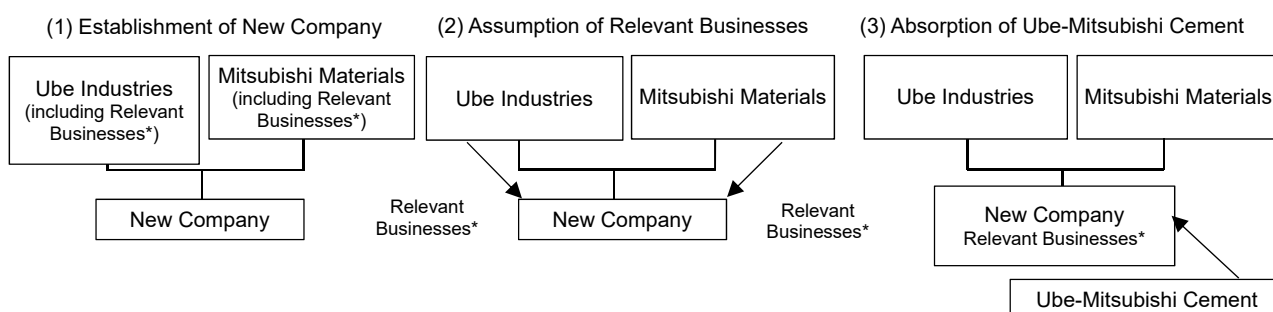 (1) Establishment of New Company
Ube Industries
(including Relevant
Businesses*)
Mitsubishi Materials
(including Relevant
Businesses*)
New Company
(2) Assumption of Relevant Businesses
Ube Industries
Mitsubishi Materials
Relevant
Businesses*
New Company
Relevant
Businesses*
(3) Absorption of Ube-Mitsubishi Cement
Ube Industries
Mitsubishi Materials
New Company
Relevant Businesses*
Ube-Mitsubishi Cement